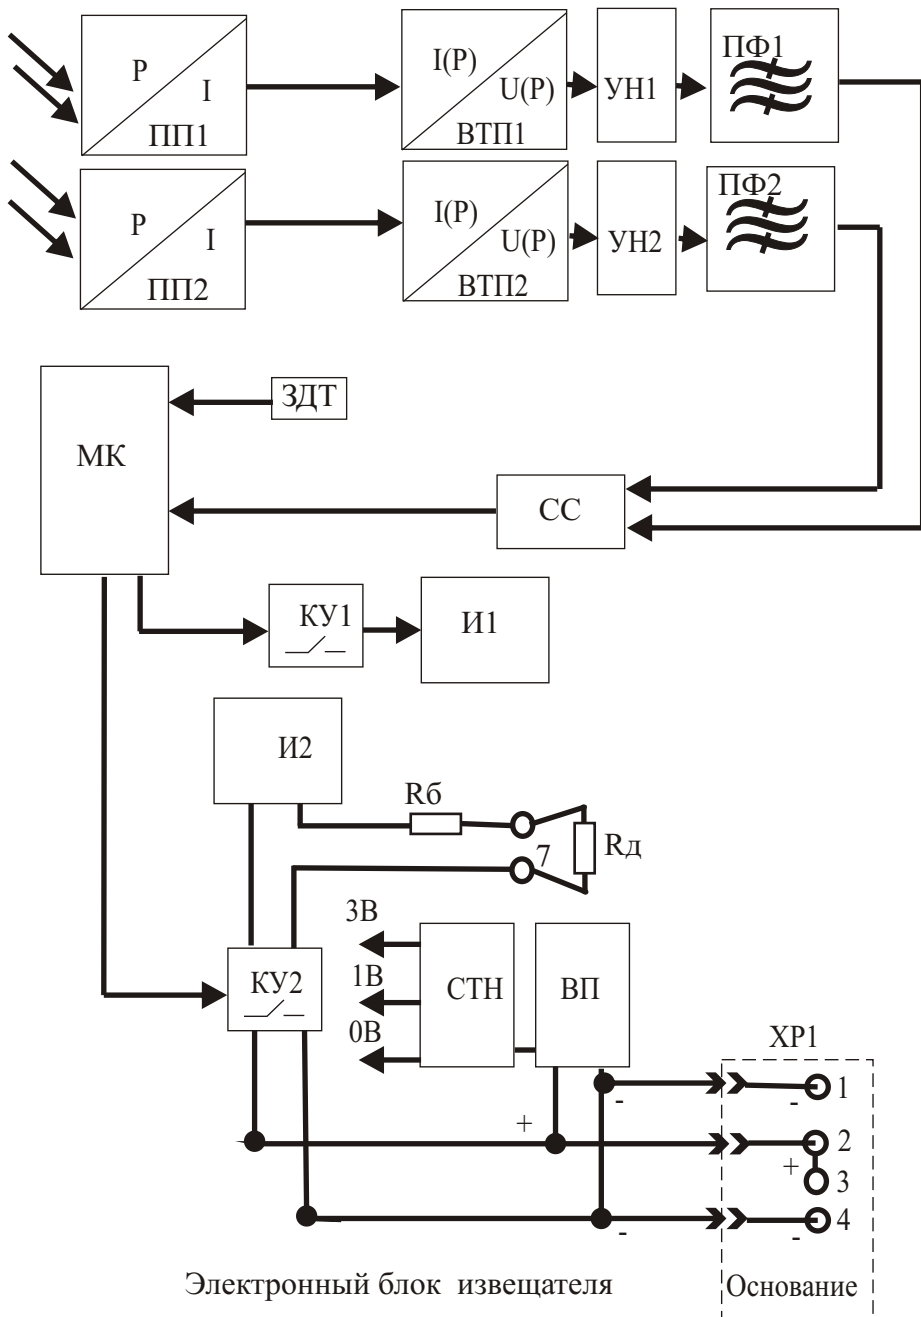 P
I
ПП1
I(P)
U(P)
ВТП1
УН1
ПФ1
P
I
ПП2
I(P)
U(P)
ВТП2
УН2
ПФ2
МК
ЗДТ
СС
КУ1
И1
И2
Rб
7
Rд
КУ2
3В
1В
0В
СТН
ВП
ХР1
-
-
1
+
2
+
3
-
-
4
Электронный блок извещателя
Основание